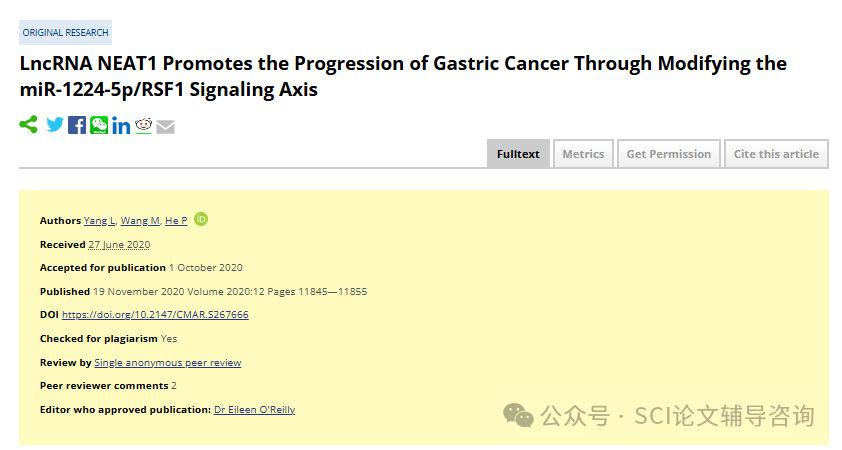 ORIGINAL RESEARCH
LncRNA NEAT1 Promotes the Progression of Gastric Cancer Through Modifying the
miR-1224-5p/RSF1 Signaling Axis
Fulltext Metrics Get Permission Cite this article
Authors Yang L, Wang M, He P iD
Received 27 June 2020
Accepted for publication 1 October 2020
Published 19 November 2020 Volume 2020:12 Pages 11845—11855
DOI https://doi.org/10.2147/CMAR.S267666
Checked for plagiarism Yes
Review by Single anonymous peer review
Peer reviewer comments 2
Editor who approved publication: Dr Eileen O'Reilly
公众号 · SCI论文辅导咨询